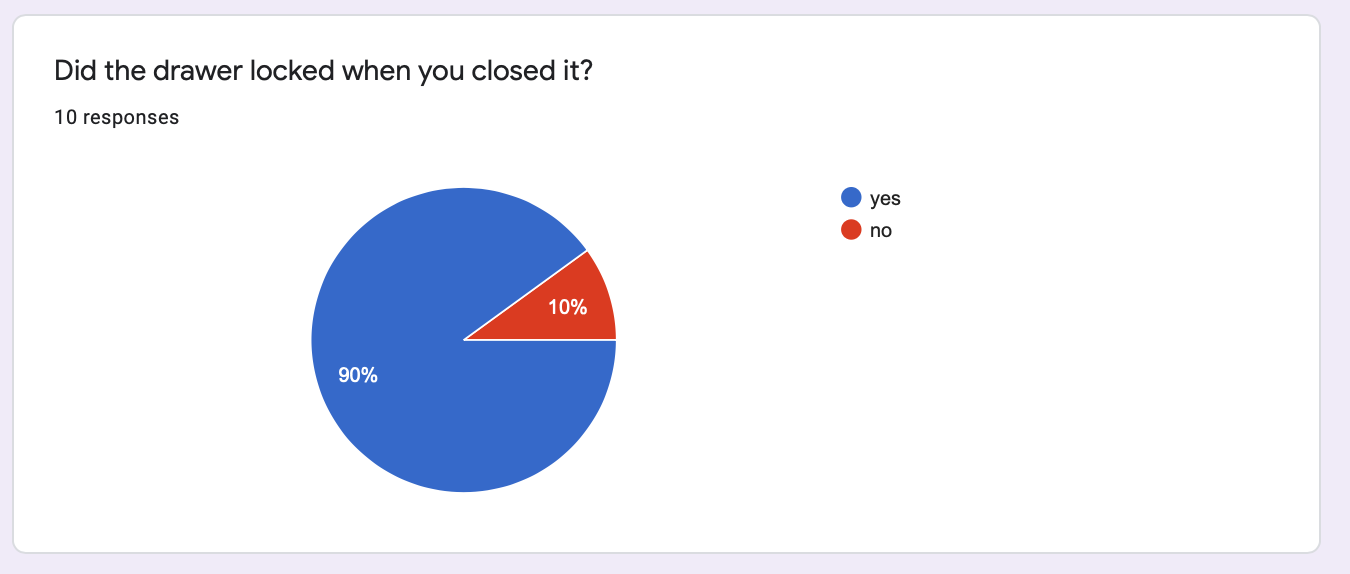 Did the drawer locked when you closed it?
10 responses
yes
no
10%
90%